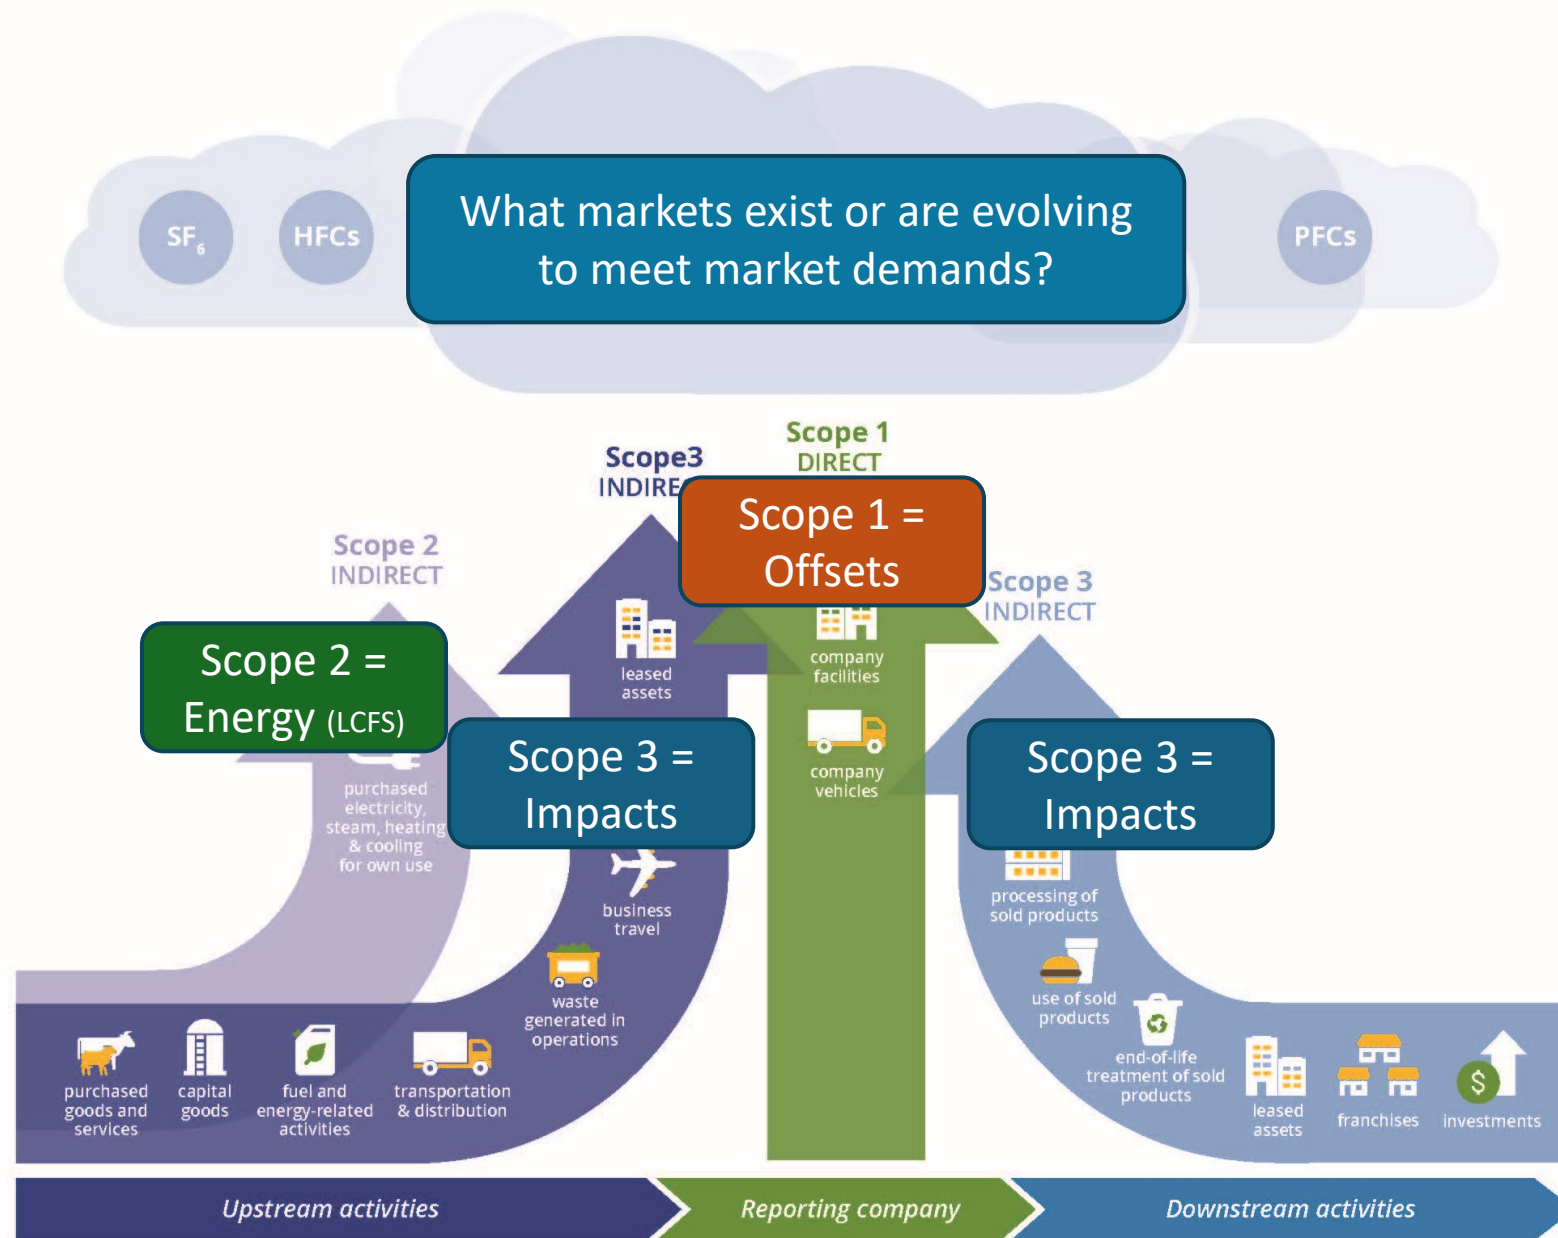 What markets exist or are evolving
to meet market demands?
SF₆
HFCs
PFCs
Scope 1
DIRECT
Scope3
INDIRE
Scope 1 =
Offsets
Scope 2
INDIRECT
Scope 3
INDIRECT
Scope 2 =
Energy (LCFS)
Scope 3 =
Impacts
Scope 3 =
Impacts
leased
assets
company
facilities
company
vehicles
purchased
electricity,
steam, heating
& cooling
for own use
business
travel
waste
generated in
operations
purchased
goods and
services
capital
goods
fuel and
energy-related
activities
transportation
& distribution
processing of
sold products
use of sold
products
end-of-life
treatment of sold
products
leased
assets
franchises
$
investments
Upstream activities
Reporting company
Downstream activities